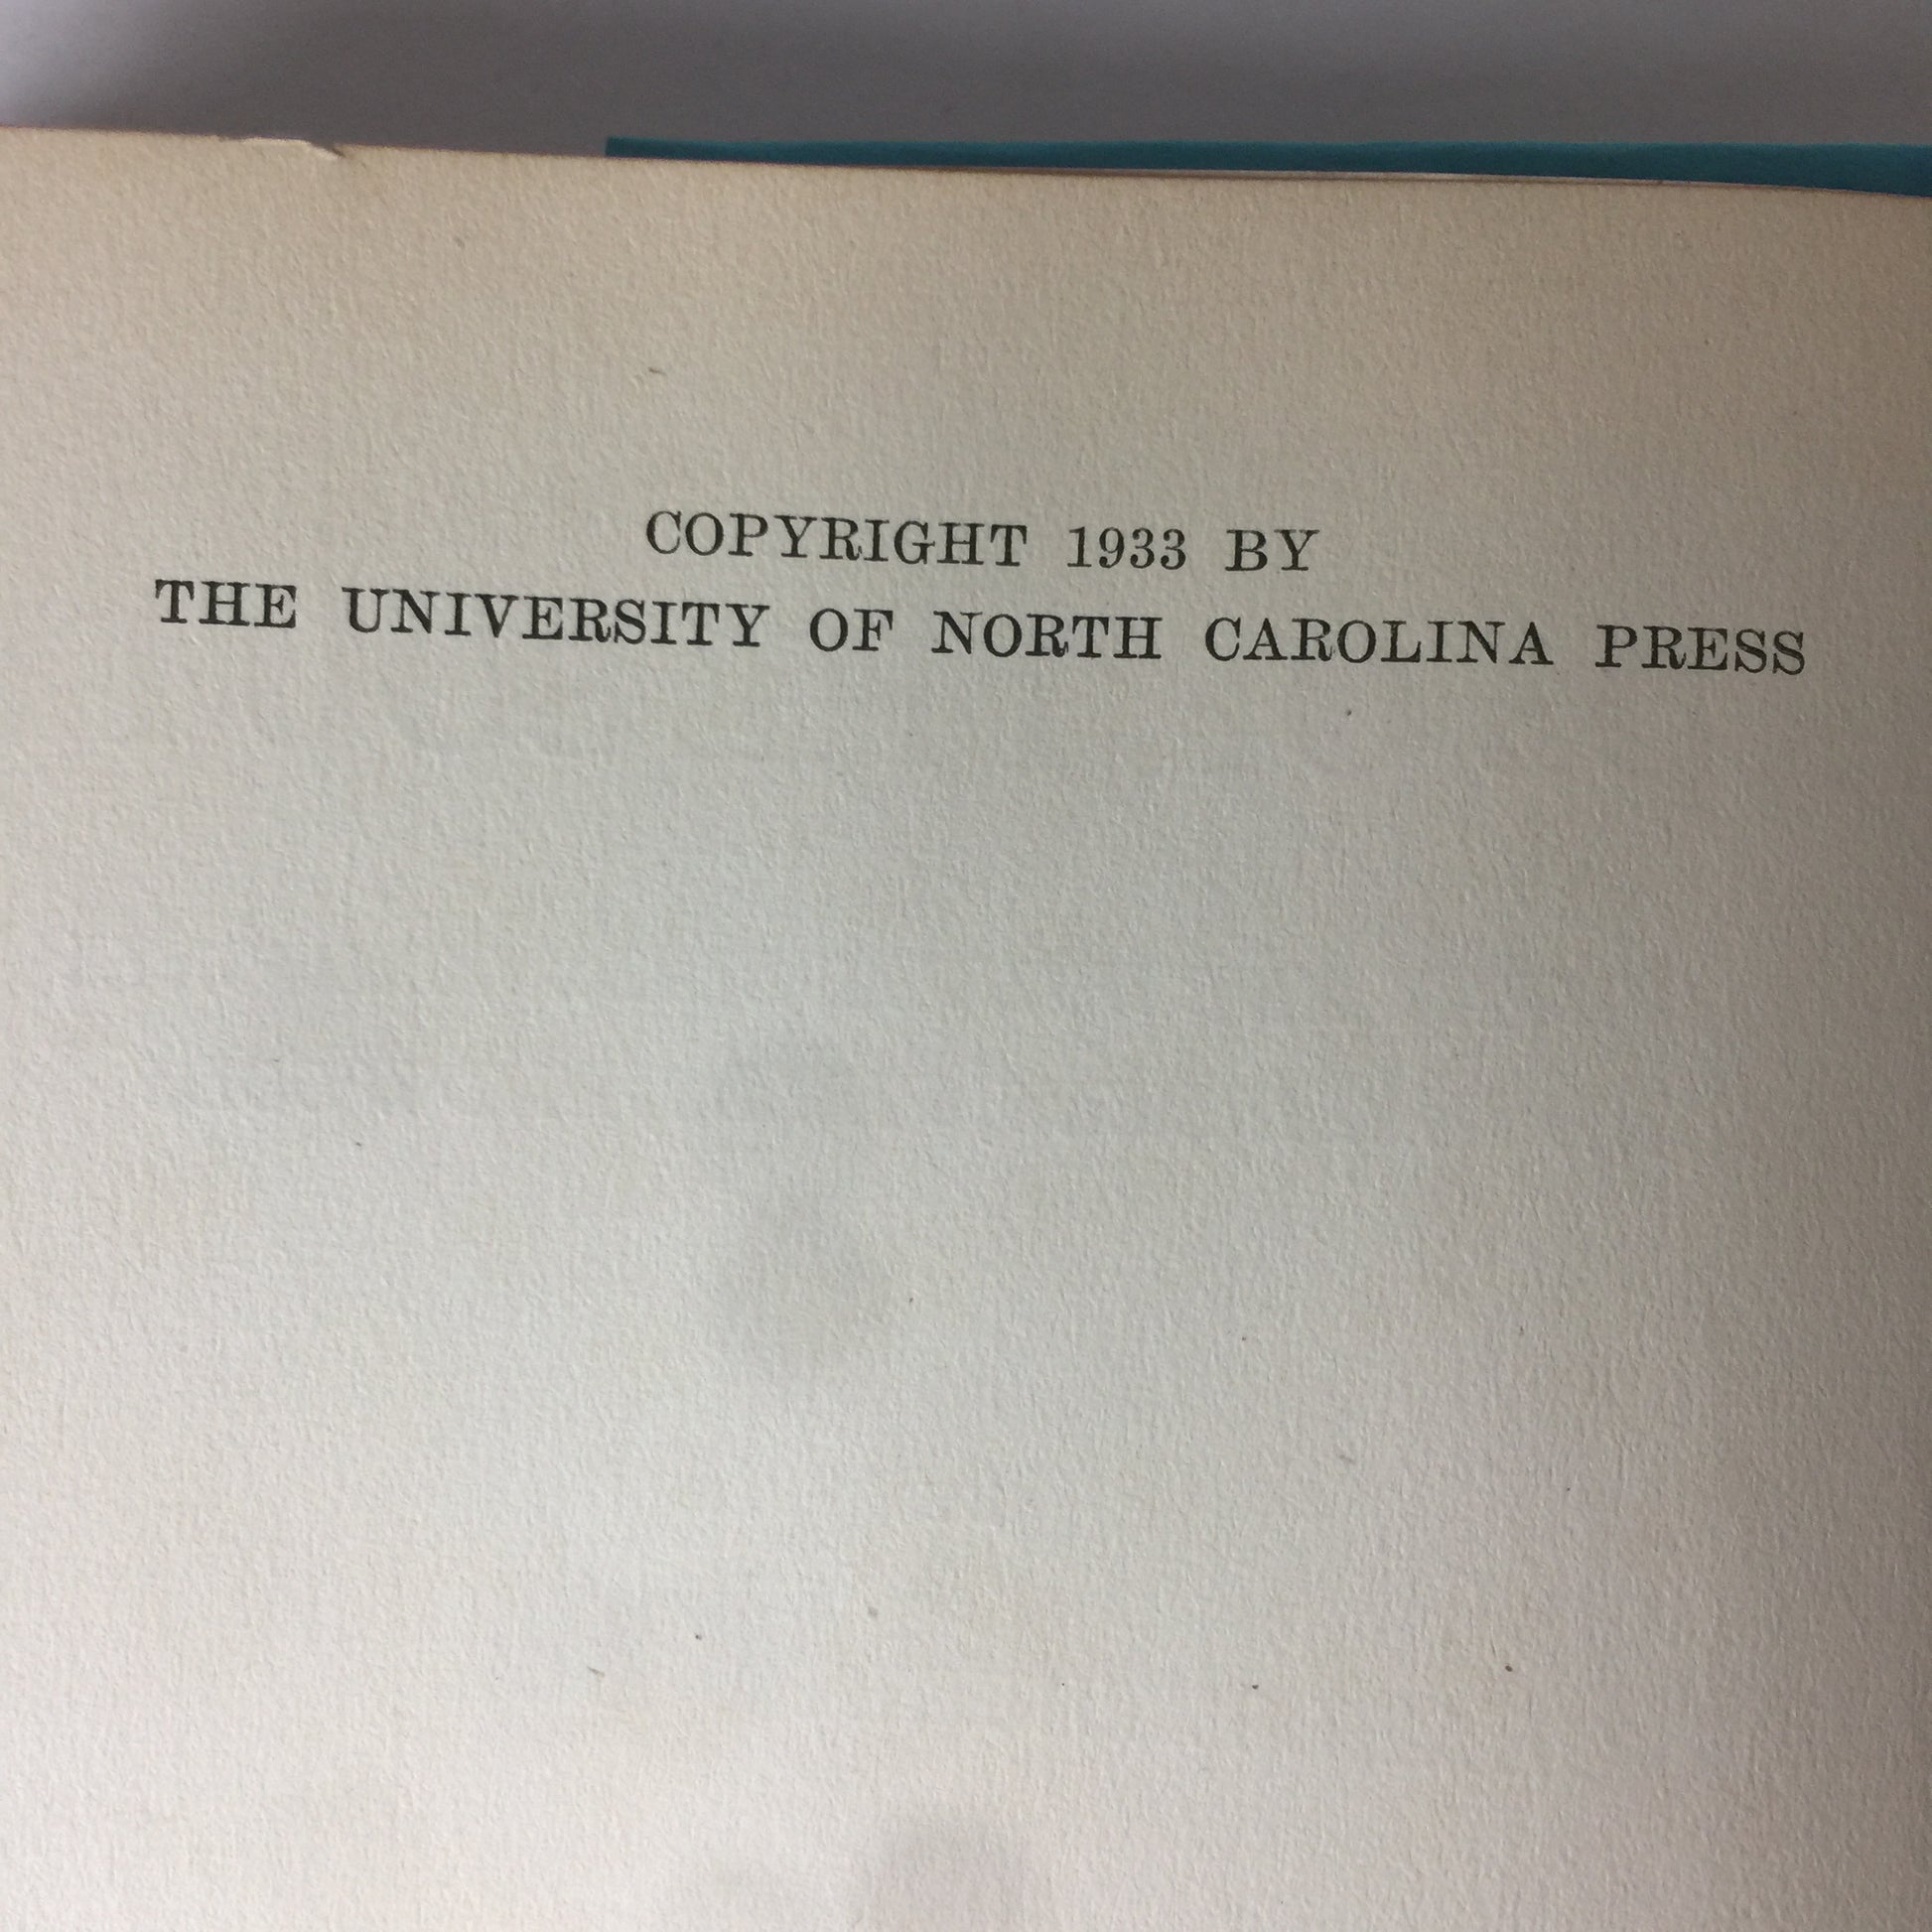 COPYRIGHT 1933 BY
THE UNIVERSITY OF NORTH CAROLINA PRESS